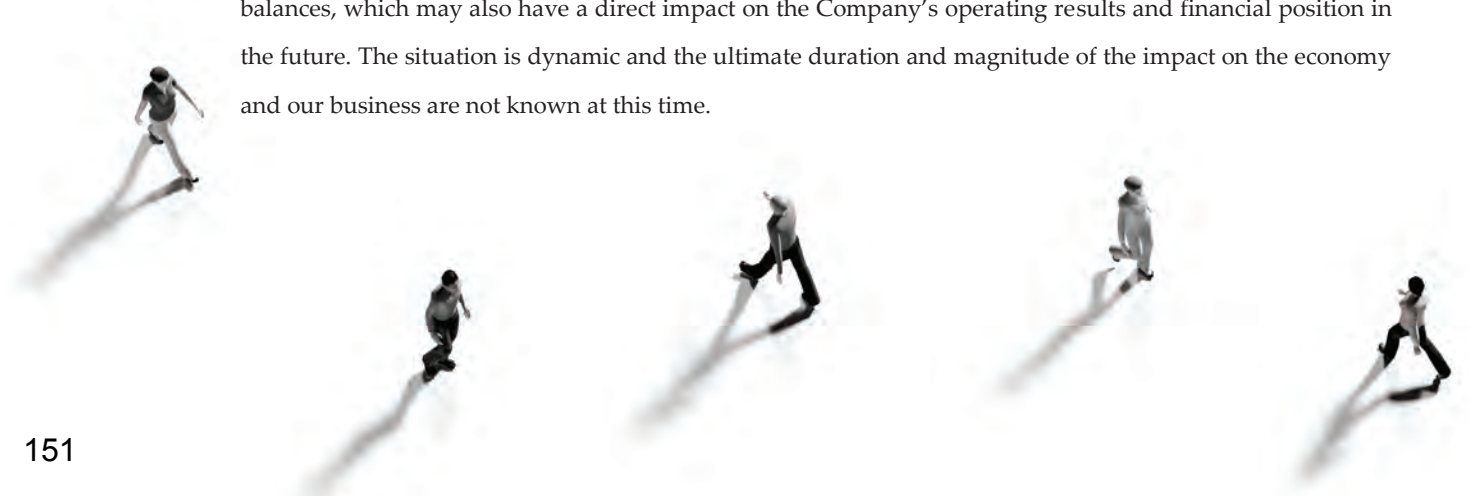 balances, which may also have a direct impact on the Company’s operating results and financial position in
the future. The situation is dynamic and the ultimate duration and magnitude of the impact on the economy
and our business are not known at this time.
151